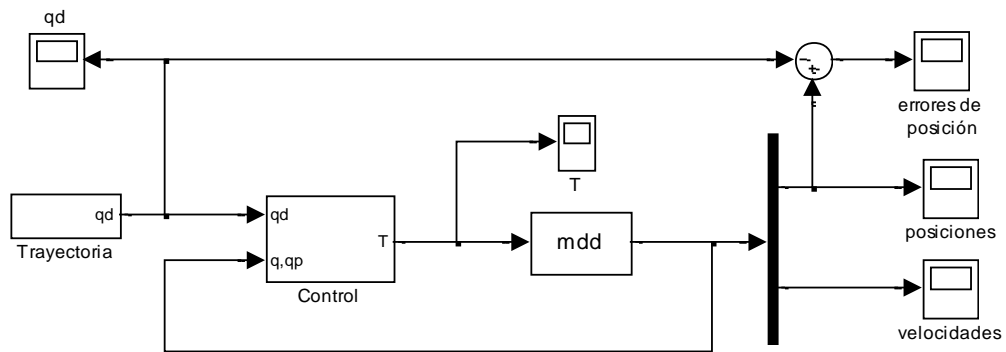 qd
- +
errores de
posición
T
qd
Trayectoria
qd
q,qp
T
Control
mdd
posiciones
velocidades